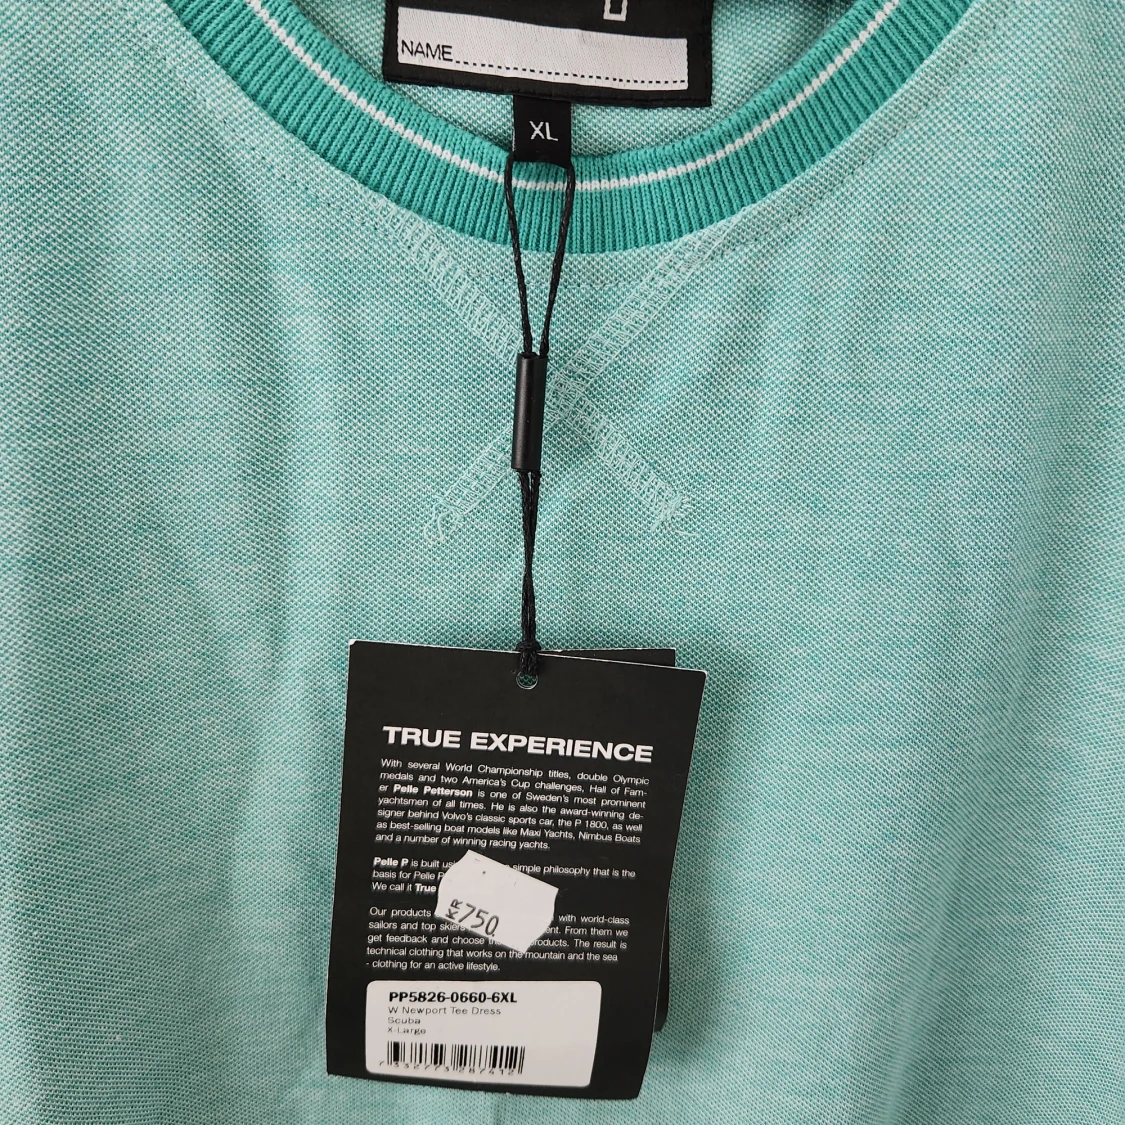 NAME
XL
TRUE EXPERIENCE
With several World Championship titles, double Olympic
medals and two America's Cup challenges, Hall of Fam-
er Pelle Petterson is one of Sweden's most prominent
yachtsmen of all times. He is also the award-winning de-
signer behind Volvo's classic sports car, the P 1800, as well
as best-selling boat models like Maxi Yachts, Nimbus Boats
and a number of winning racing yachts.
Pelle P is built simple philosophy that is the
basis for Pelle
We call it True
Our products with world-class
sailors and top From them we
get feedback and choose products. The result is
technical clothing that works on the mountain and the sea
- clothing for an active lifestyle.
KR 750
PP5826-0660-6XL
W Newport Tee Dress
Scuba
X-Large
7 332773 287412